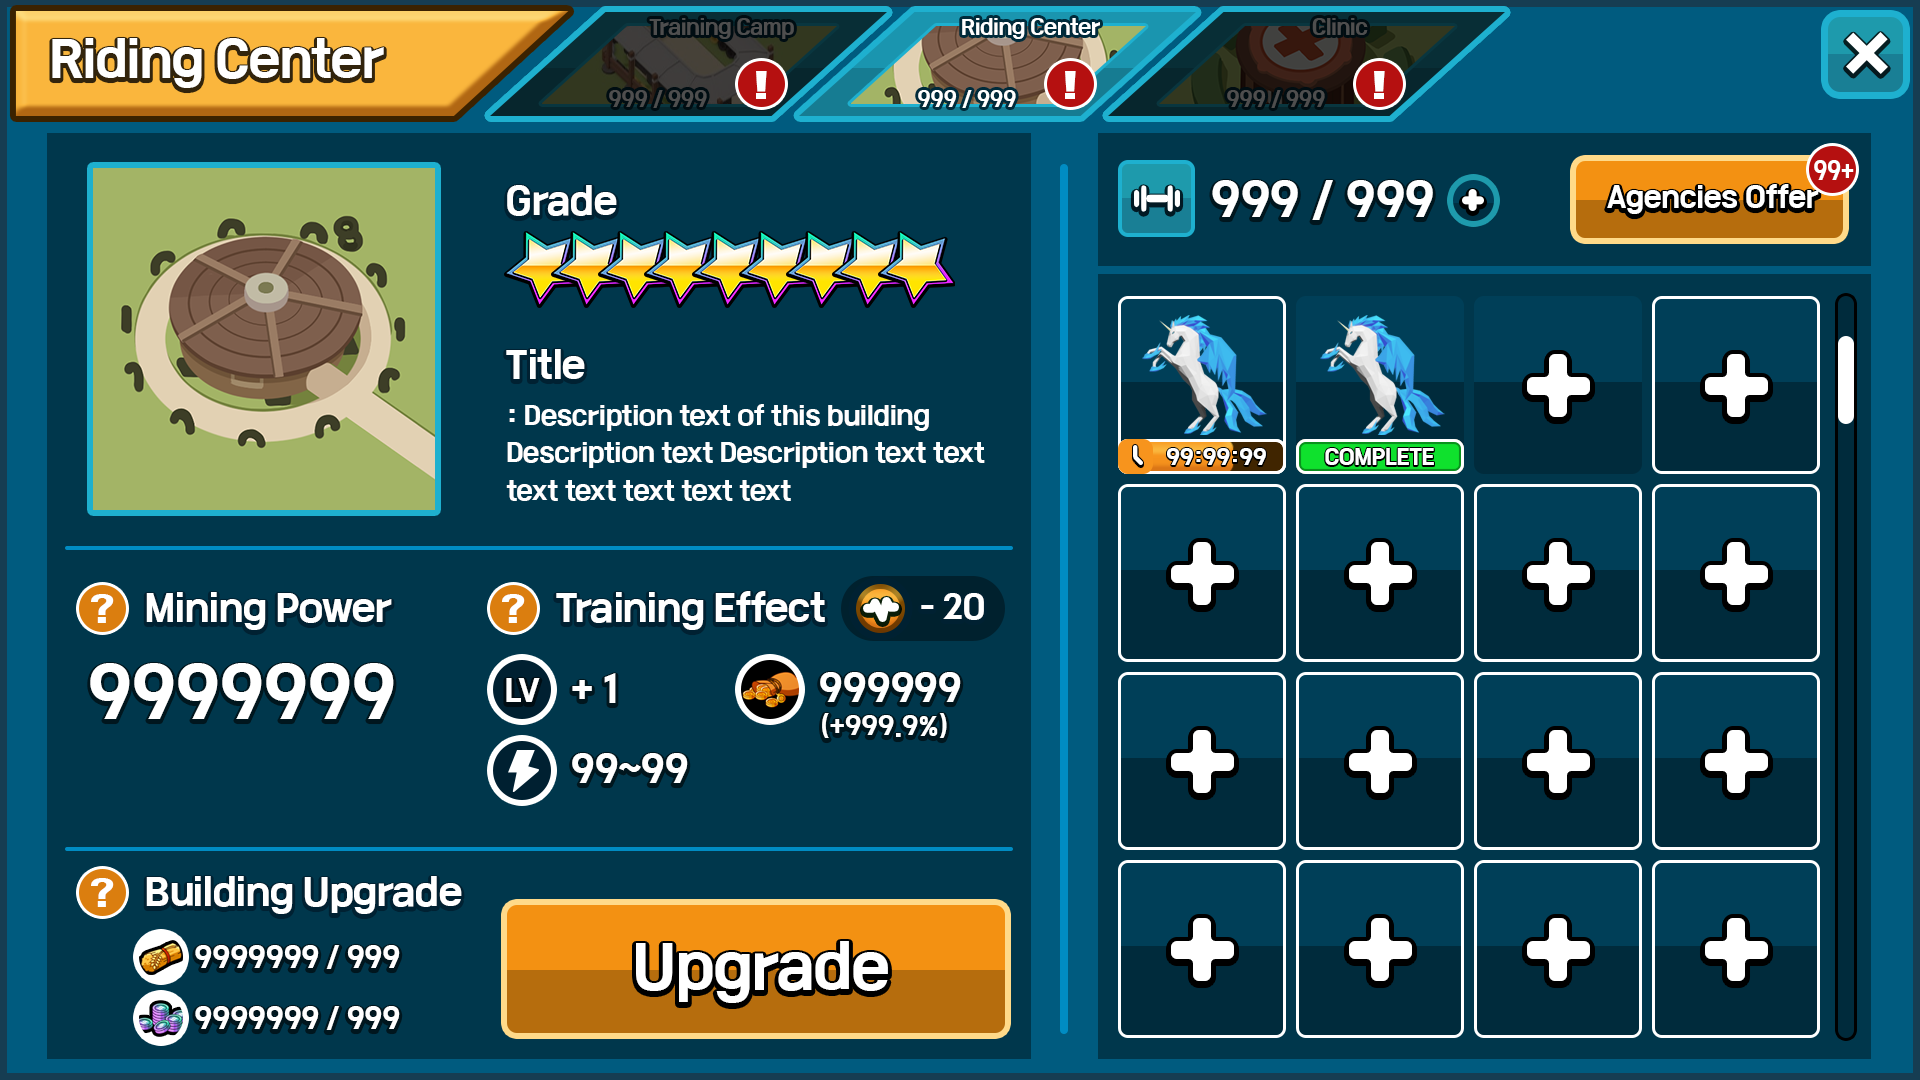 Riding Center
Training Camp
999 / 999
!
Riding Center
999 / 999
!
Clinic
999 / 999
!
Grade
Title
: Description text of this building
Description text Description text text
text text text text text
? Mining Power
9999999
? Training Effect
- 20
LV + 1
999999
(+999.9%)
99~99
? Building Upgrade
9999999 / 999
9999999 / 999
Upgrade
999 / 999
Agencies Offer
99+
99:99:99
COMPLETE